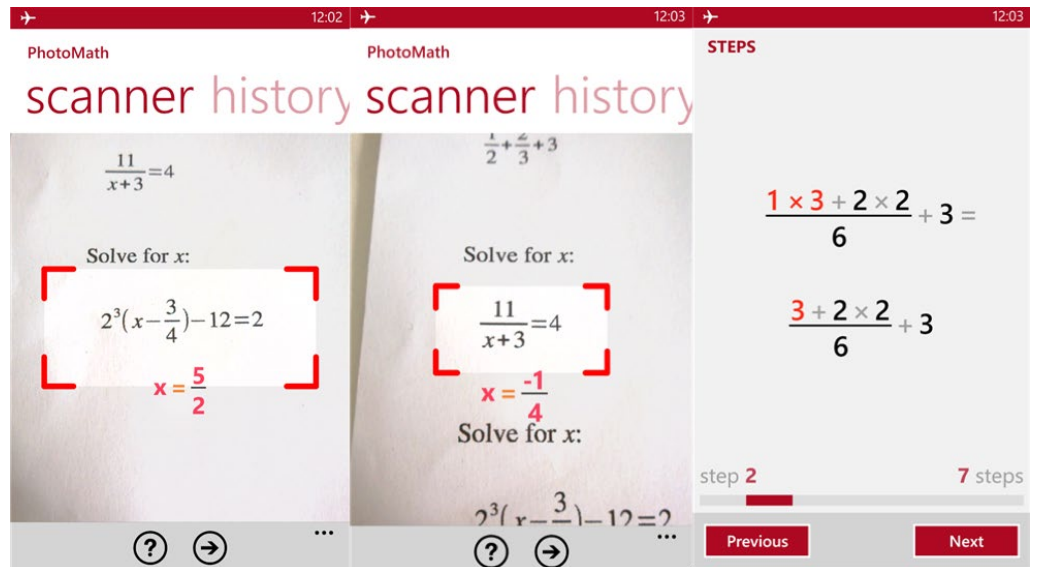 12:02
PhotoMath
scanner history
11/(x+3)=4
Solve for x:
2³(x−3/4)−12=2
x = 5/2
?
12:03
PhotoMath
scanner history
1/2+2/3+3
Solve for x:
11/(x+3)=4
x = -1/4
Solve for x:
2³(x−3/4)−12=2
?
12:03
STEPS
(1 × 3 + 2 × 2)/6 + 3 =
(3 + 2 × 2)/6 + 3
step 2 7 steps
Previous Next